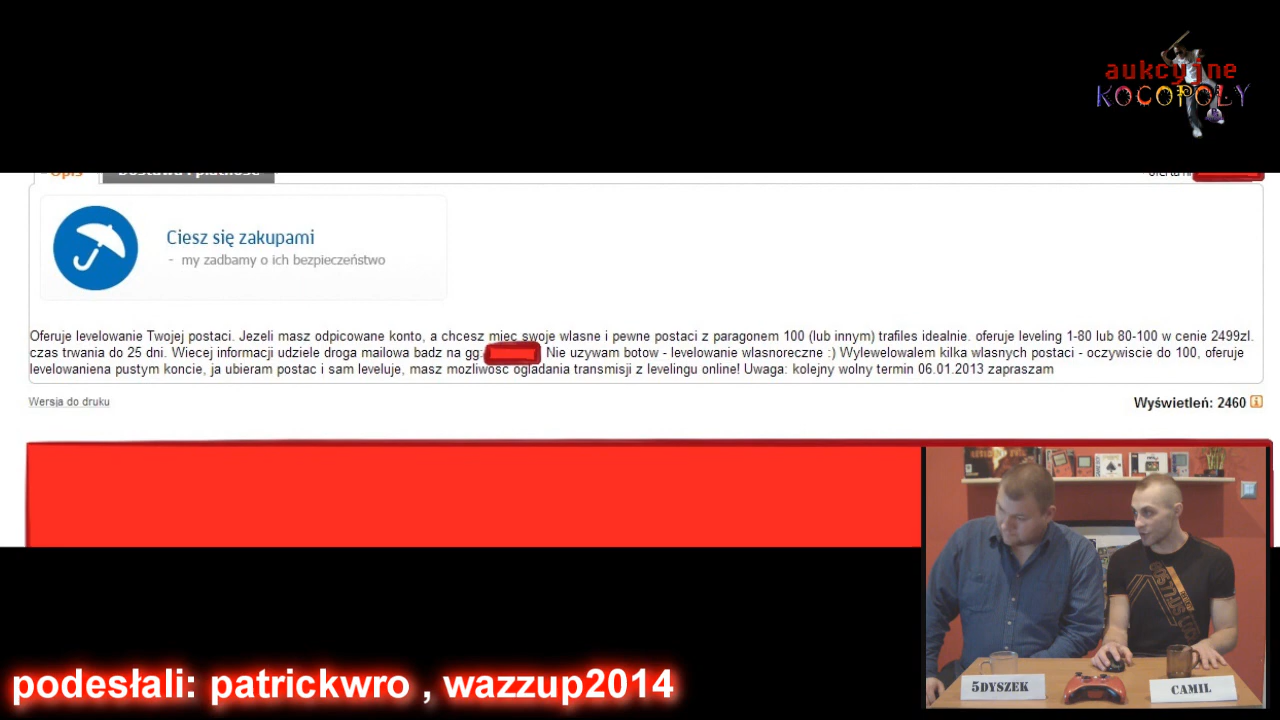 aukcyjne
KOCOPOLY
Opis
Dostawa i płatność
oferta n
Ciesz się zakupami
- my zadbamy o ich bezpieczeństwo
Oferuje levelowanie Twojej postaci. Jezeli masz odpicowane konto, a chcesz miec swoje wlasne i pewne postaci z paragonem 100 (lub innym) trafiles idealnie. oferuje leveling 1-80 lub 80-100 w cenie 2499zl.
czas trwania do 25 dni. Wiecej informacji udziele droga mailowa badz na gg: Nie uzywam botow - levelowanie wlasnoreczne :) Wylewelowalem kilka wlasnych postaci - oczywiscie do 100, oferuje
levelowaniena pustym koncie, ja ubieram postac i sam leveluje, masz mozliwosc ogladania transmisji z levelingu online! Uwaga: kolejny wolny termin 06.01.2013 zapraszam
Wersja do druku
Wyświetleń: 2460
5DYSZEK
CAMIL
podesłali: patrickwro , wazzup2014